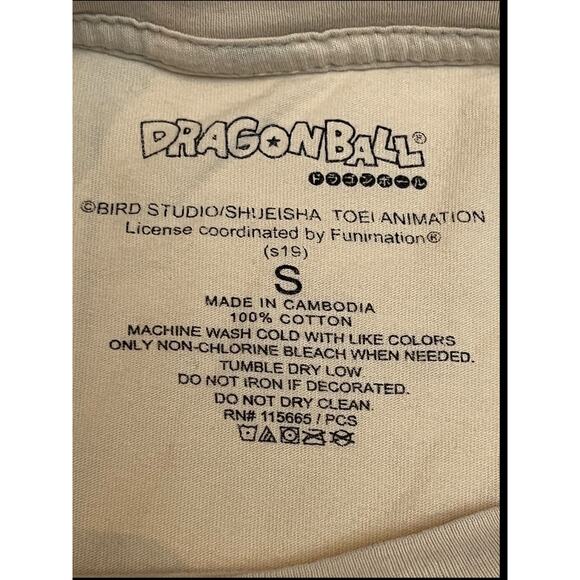 DRAGONBALL®
ドラゴンボール
©BIRD STUDIO/SHUEISHA TOEI ANIMATION
License coordinated by Funimation®
(s19)
S
MADE IN CAMBODIA
100% COTTON
MACHINE WASH COLD WITH LIKE COLORS
ONLY NON-CHLORINE BLEACH WHEN NEEDED.
TUMBLE DRY LOW
DO NOT IRON IF DECORATED.
DO NOT DRY CLEAN.
RN# 115665 / PCS